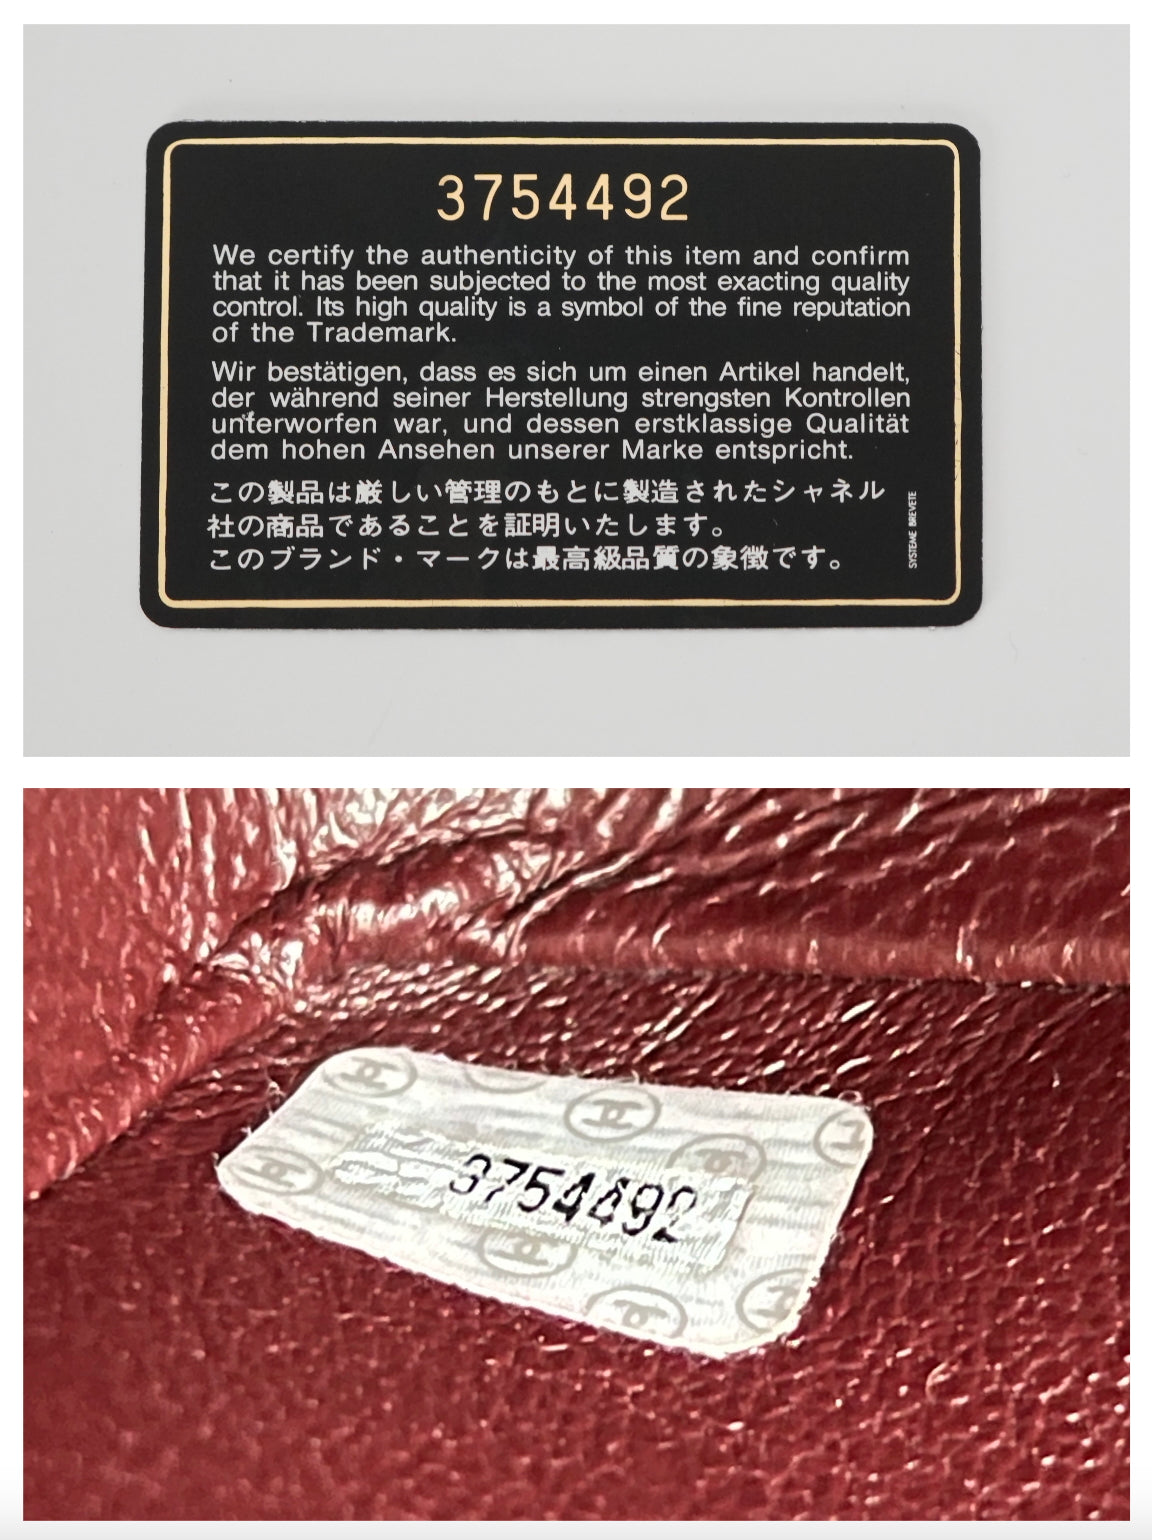 3754492
We certify the authenticity of this item and confirm
that it has been subjected to the most exacting quality
control. Its high quality is a symbol of the fine reputation
of the Trademark.
Wir bestätigen, dass es sich um einen Artikel handelt,
der während seiner Herstellung strengsten Kontrollen
unterworfen war, und dessen erstklassige Qualität
dem hohen Ansehen unserer Marke entspricht.
この製品は厳しい管理のもとに製造されたシャネル
社の商品であることを証明いたします。
このブランド・マークは最高級品質の象徴です。
SYSTEME BREVETE
3754492